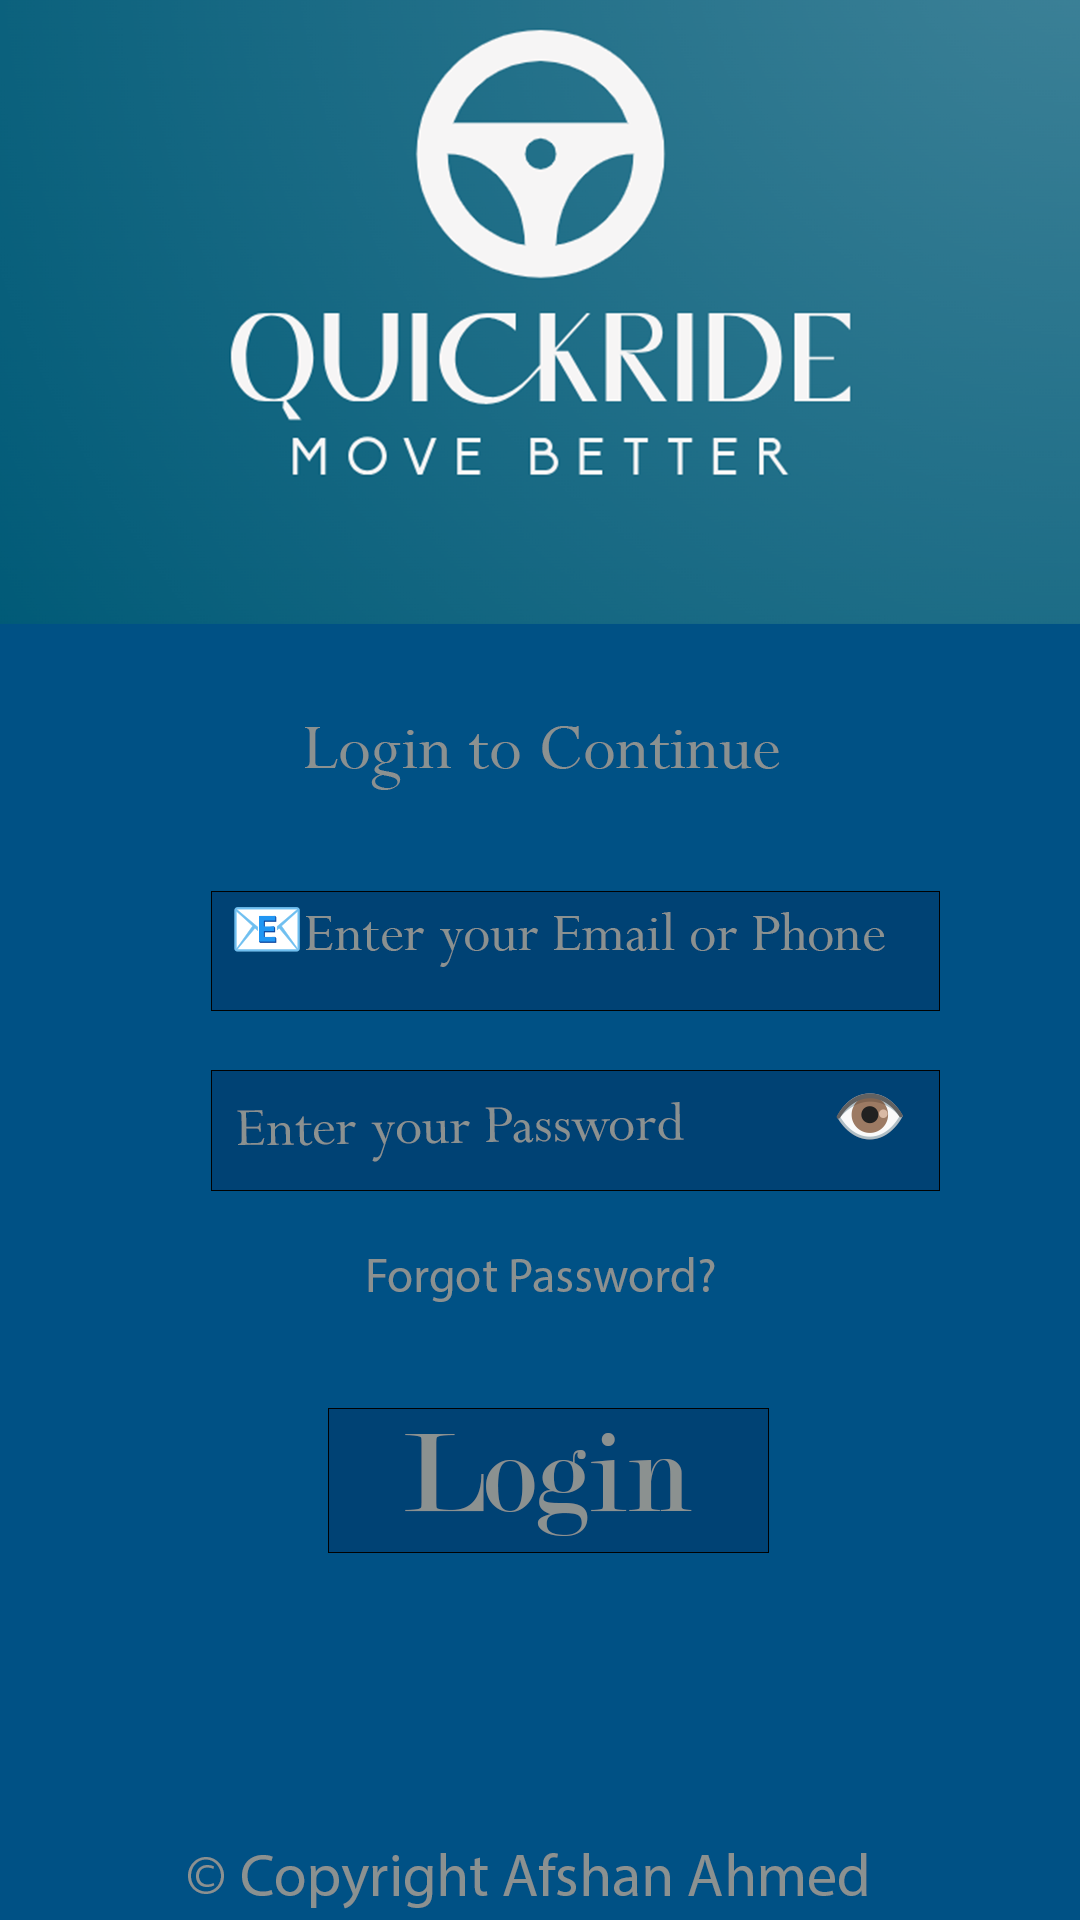 QUICKRIDE
MOVE BETTER
Login to Continue
📧Enter your Email or Phone
Enter your Password
Forgot Password?
Login
© Copyright Afshan Ahmed